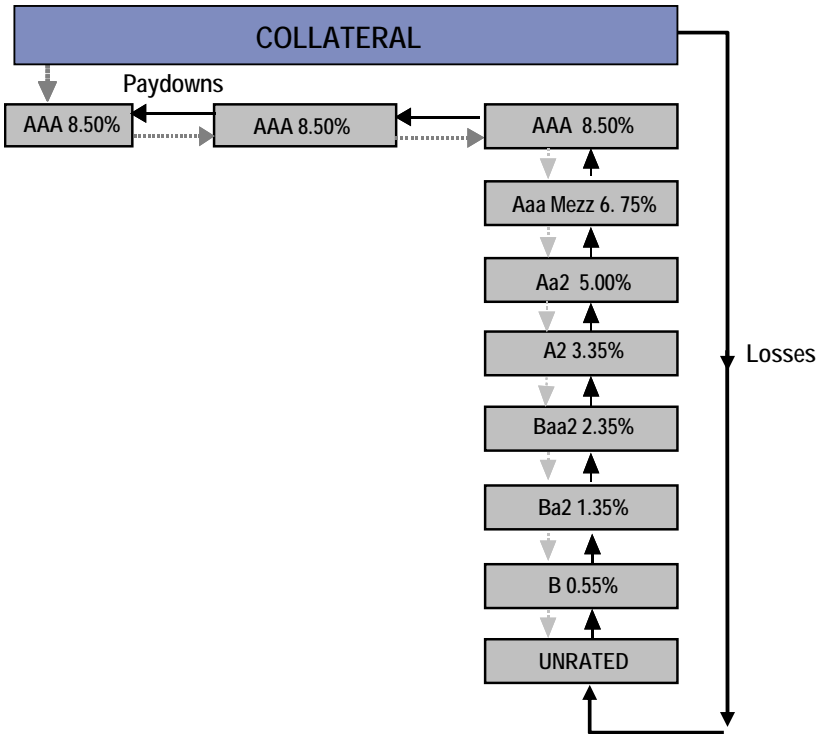 COLLATERAL
Paydowns
AAA 8.50%
AAA 8.50%
AAA 8.50%
Aaa Mezz 6. 75%
Aa2 5.00%
A2 3.35%
Losses
Baa2 2.35%
Ba2 1.35%
B 0.55%
UNRATED